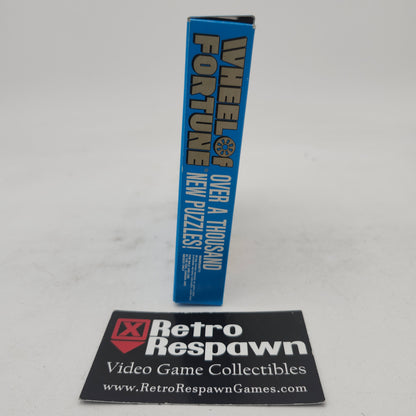 WHEEL OF
FORTUNE
OVER A THOUSAND
NEW PUZZLES!
Retro
Respawn
Video Game Collectibles
www.RetroRespawnGames.com